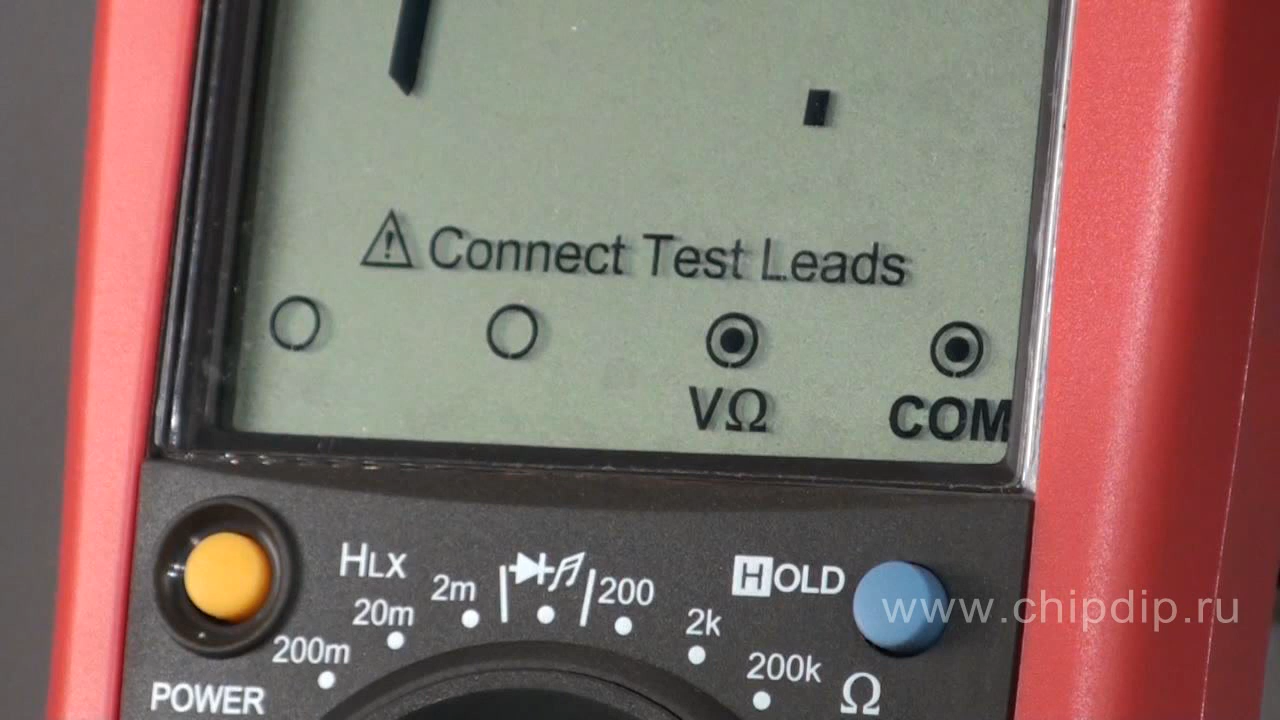 ⚠ Connect Test Leads
VΩ COM
HLX 2m 200 HOLD
20m 2k
www.chipdip.ru
200m 200k
POWER Ω